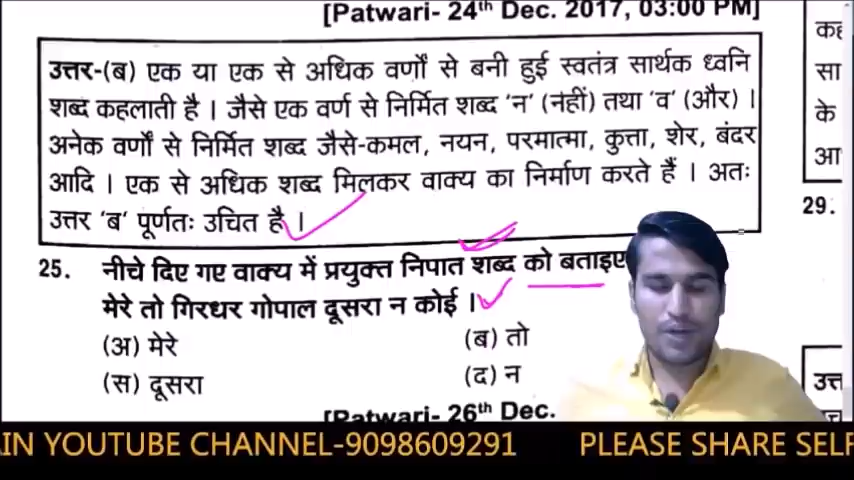 [Patwari- 24th Dec. 2017, 03:00 PM]
उत्तर-(ब) एक या एक से अधिक वर्णों से बनी हुई स्वतंत्र सार्थक ध्वनि
शब्द कहलाती है । जैसे एक वर्ण से निर्मित शब्द 'न' (नहीं) तथा 'व' (और) ।
अनेक वर्णों से निर्मित शब्द जैसे-कमल, नयन, परमात्मा, कुत्ता, शेर, बंदर
आदि । एक से अधिक शब्द मिलकर वाक्य का निर्माण करते हैं । अतः
उत्तर 'ब' पूर्णतः उचित है ।
25. नीचे दिए गए वाक्य में प्रयुक्त निपात शब्द को बताइए
मेरे तो गिरधर गोपाल दूसरा न कोई ।
(अ) मेरे
(ब) तो
(स) दूसरा
(द) न
[Patwari- 26th Dec.
सा
के
29.
AIN YOUTUBE CHANNEL-9098609291 PLEASE SHARE SELF